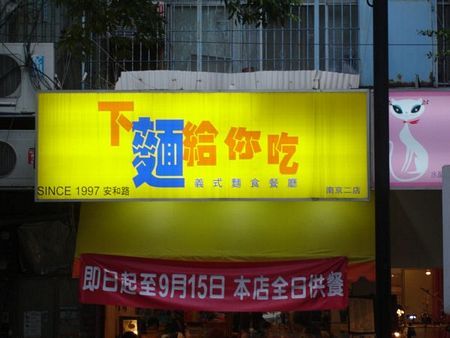 下麵給你吃
義式麵食餐廳
SINCE 1997 安和路
南京二店
即日起至9月15日 本店全日供餐